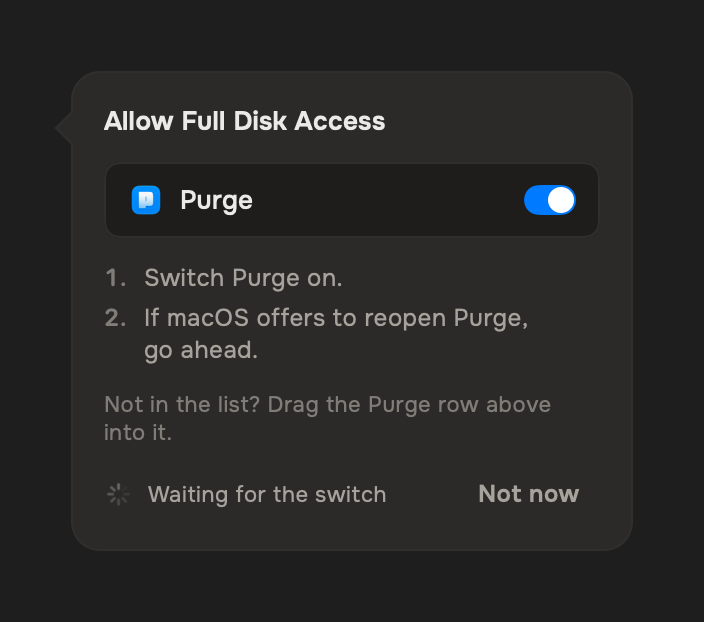 Allow Full Disk Access
Purge
1. Switch Purge on.
2. If macOS offers to reopen Purge,
go ahead.
Not in the list? Drag the Purge row above
into it.
Waiting for the switch Not now